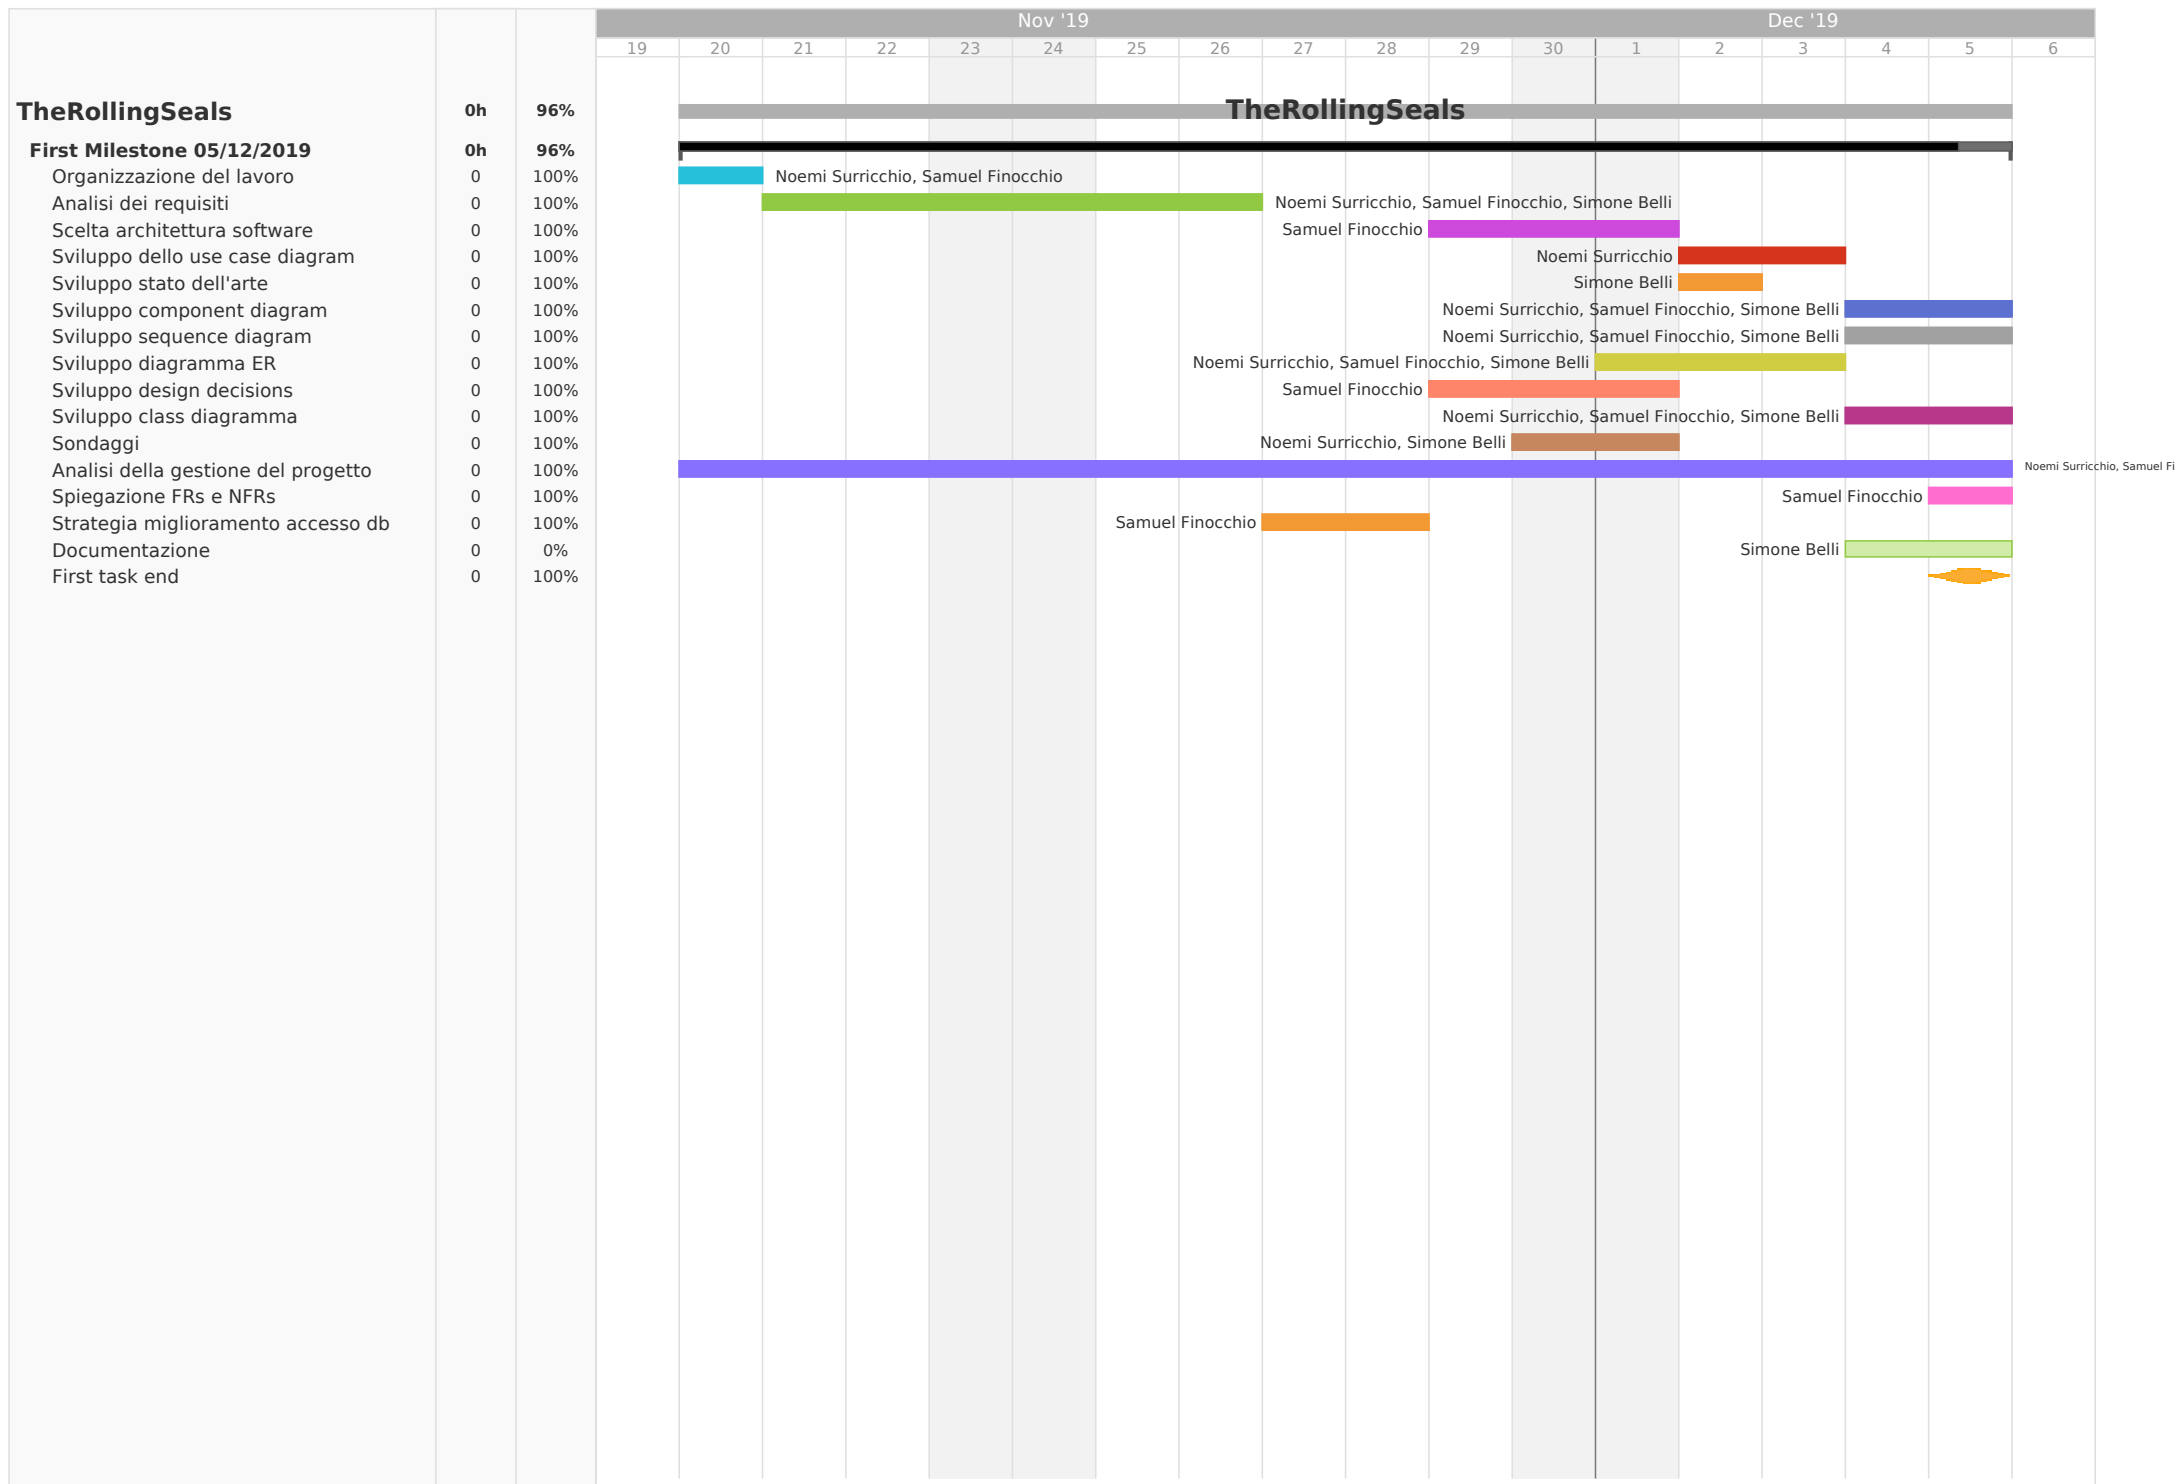 Nov '19 Dec '19
19 20 21 22 23 24 25 26 27 28 29 30 1 2 3 4 5 6
TheRollingSeals 0h 96% TheRollingSeals
First Milestone 05/12/2019 0h 96%
Organizzazione del lavoro 0 100% Noemi Surricchio, Samuel Finocchio
Analisi dei requisiti 0 100% Noemi Surricchio, Samuel Finocchio, Simone Belli
Scelta architettura software 0 100% Samuel Finocchio
Sviluppo dello use case diagram 0 100% Noemi Surricchio
Sviluppo stato dell'arte 0 100% Simone Belli
Sviluppo component diagram 0 100% Noemi Surricchio, Samuel Finocchio, Simone Belli
Sviluppo sequence diagram 0 100% Noemi Surricchio, Samuel Finocchio, Simone Belli
Sviluppo diagramma ER 0 100% Noemi Surricchio, Samuel Finocchio, Simone Belli
Sviluppo design decisions 0 100% Samuel Finocchio
Sviluppo class diagramma 0 100% Noemi Surricchio, Samuel Finocchio, Simone Belli
Sondaggi 0 100% Noemi Surricchio, Simone Belli
Analisi della gestione del progetto 0 100% Noemi Surricchio, Samuel Fi
Spiegazione FRs e NFRs 0 100% Samuel Finocchio
Strategia miglioramento accesso db 0 100% Samuel Finocchio
Documentazione 0 0% Simone Belli
First task end 0 100%